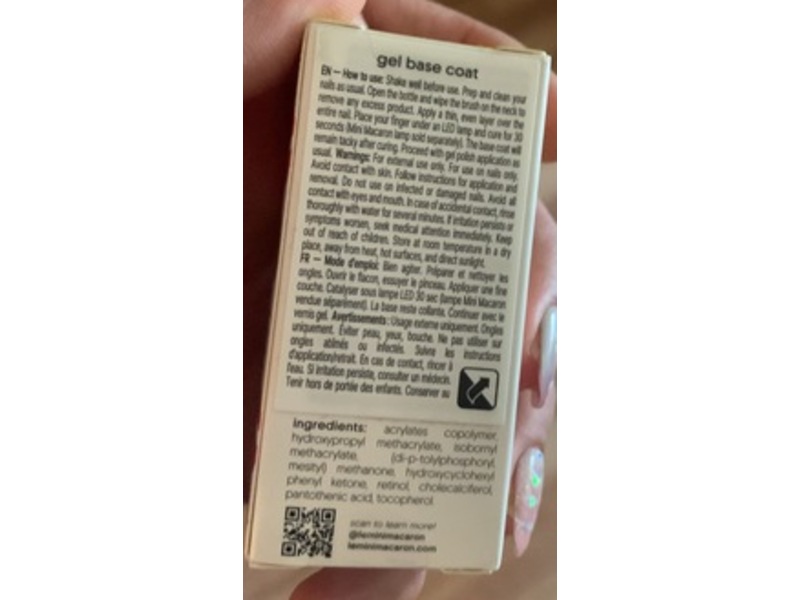 gel base coat
EN — How to use: Shake well before use. Prep and clean your
nails as usual. Open the bottle and wipe the brush on the neck to
remove any excess product. Apply a thin, even layer over the
entire nail. Place your finger under an LED lamp and cure for 30
seconds (Mini Macaron lamp sold separately). The base coat will
remain tacky after curing. Proceed with gel polish application as
usual. Warnings: For external use only. For use on nails only.
Avoid contact with skin. Follow instructions for application and
removal. Do not use on infected or damaged nails. Avoid all
contact with eyes and mouth. In case of accidental contact, rinse
thoroughly with water for several minutes. If irritation persists or
symptoms worsen, seek medical attention immediately. Keep
out of reach of children. Store at room temperature in a dry
place, away from heat, hot surfaces, and direct sunlight.
FR — Mode d'emploi: Bien agiter. Préparer et nettoyer les
ongles. Ouvrir le flacon, essuyer le pinceau. Appliquer une fine
couche. Catalyser sous lampe LED 30 sec (lampe Mini Macaron
vendue séparément). La base reste collante. Continuer avec le
vernis gel. Avertissements: Usage externe uniquement. Ongles
uniquement. Éviter peau, yeux, bouche. Ne pas utiliser sur
ongles abîmés ou infectés. Suivre les instructions
d'application/retrait. En cas de contact, rincer à
l'eau. Si irritation persiste, consulter un médecin.
Tenir hors de portée des enfants. Conserver au
ingredients: acrylates copolymer,
hydroxypropyl methacrylate, isobornyl
methacrylate, (di-p-tolylphosphoryl,
mesityl) methanone, hydroxycyclohexyl
phenyl ketone, retinol, cholecalciferol,
pantothenic acid, tocopherol.
scan to learn more!
@leminimacaron
leminimacaron.com